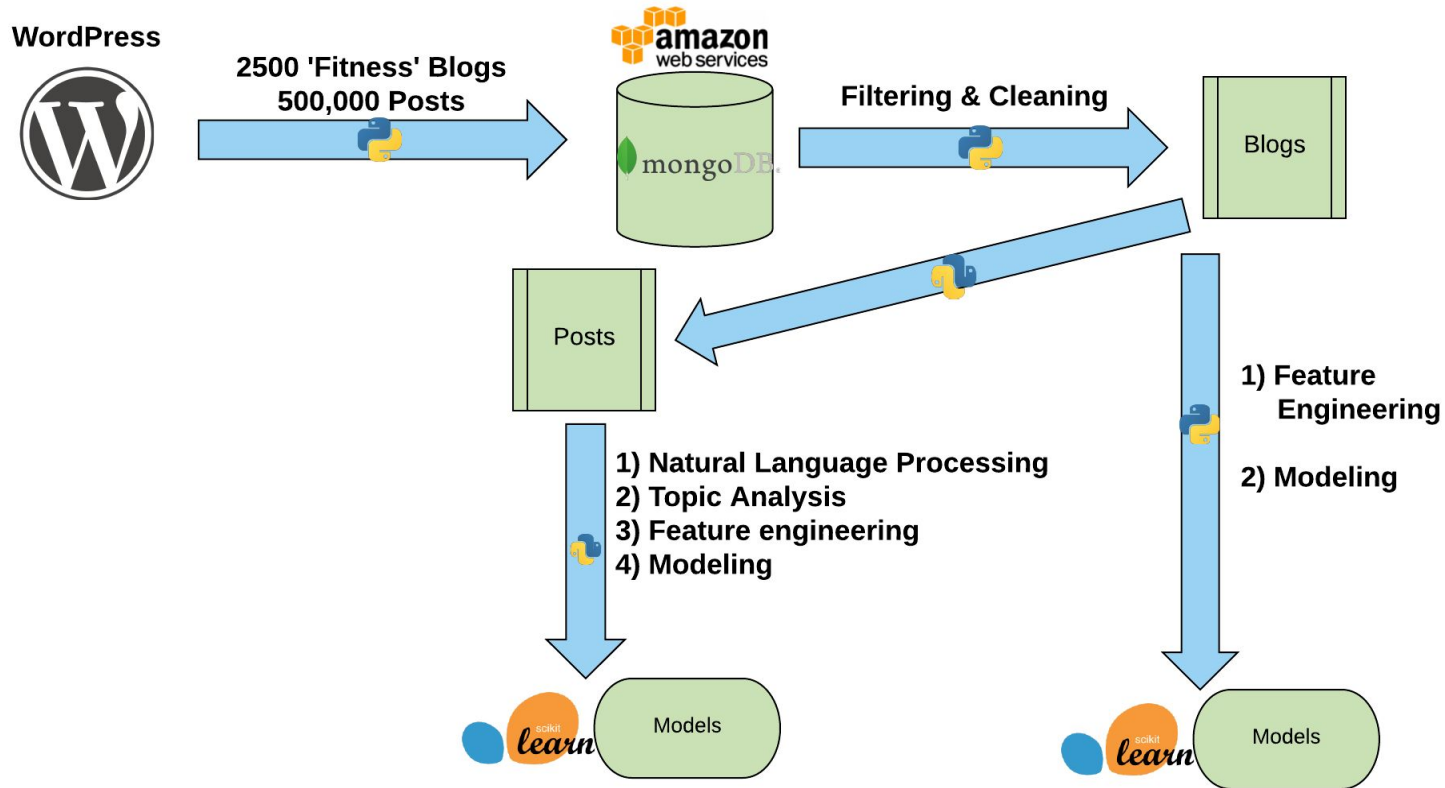 WordPress
W
2500 'Fitness' Blogs
500,000 Posts
amazon
web services
mongoDB.
Filtering & Cleaning
Blogs
Posts
1) Feature
Engineering
2) Modeling
1) Natural Language Processing
2) Topic Analysis
3) Feature engineering
4) Modeling
scikit
learn
Models
scikit
learn
Models